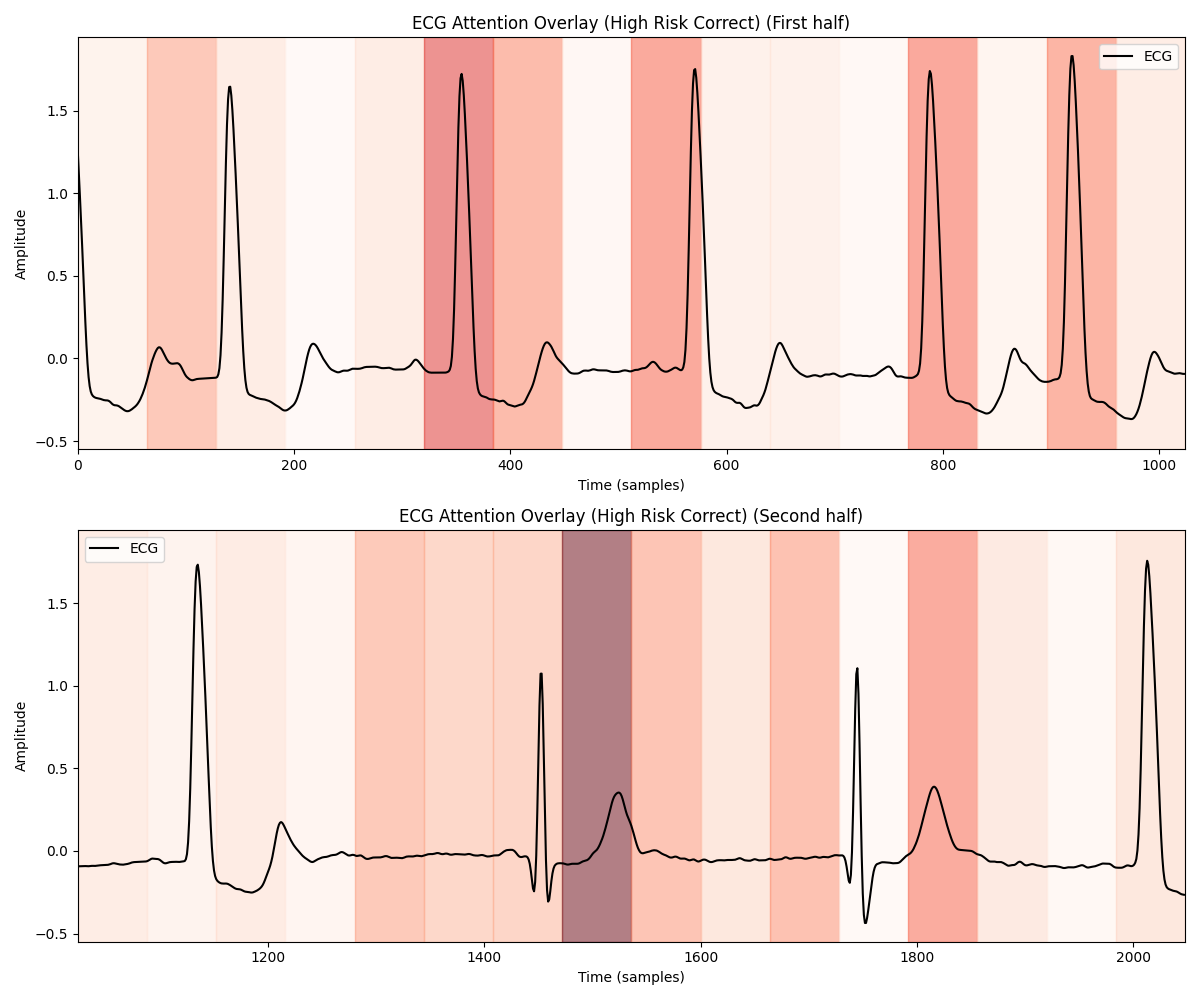 ECG Attention Overlay (High Risk Correct) (First half)
ECG
Amplitude
1.5
1.0
0.5
0.0
−0.5
0 200 400 600 800 1000
Time (samples)
ECG Attention Overlay (High Risk Correct) (Second half)
ECG
Amplitude
1.5
1.0
0.5
0.0
−0.5
1200 1400 1600 1800 2000
Time (samples)